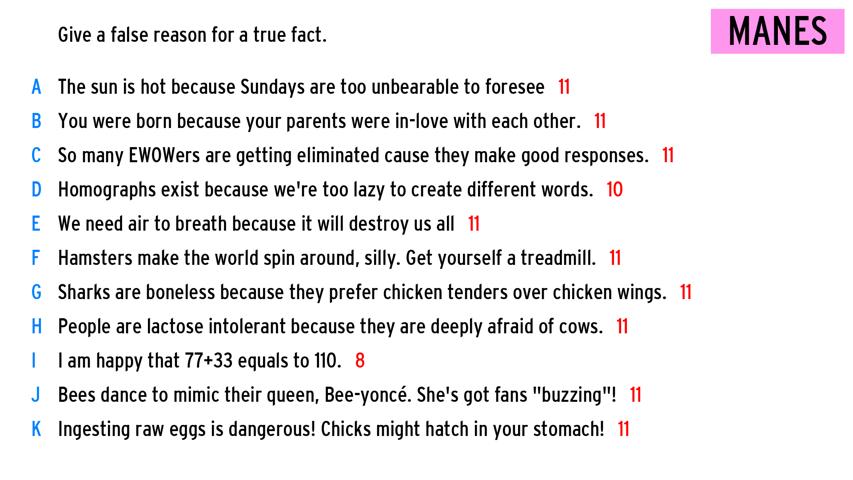 Give a false reason for a true fact.
MANES
A The sun is hot because Sundays are too unbearable to foresee 11
B You were born because your parents were in-love with each other. 11
C So many EWOWers are getting eliminated cause they make good responses. 11
D Homographs exist because we're too lazy to create different words. 10
E We need air to breath because it will destroy us all 11
F Hamsters make the world spin around, silly. Get yourself a treadmill. 11
G Sharks are boneless because they prefer chicken tenders over chicken wings. 11
H People are lactose intolerant because they are deeply afraid of cows. 11
I I am happy that 77+33 equals to 110. 8
J Bees dance to mimic their queen, Bee-yoncé. She's got fans "buzzing"! 11
K Ingesting raw eggs is dangerous! Chicks might hatch in your stomach! 11